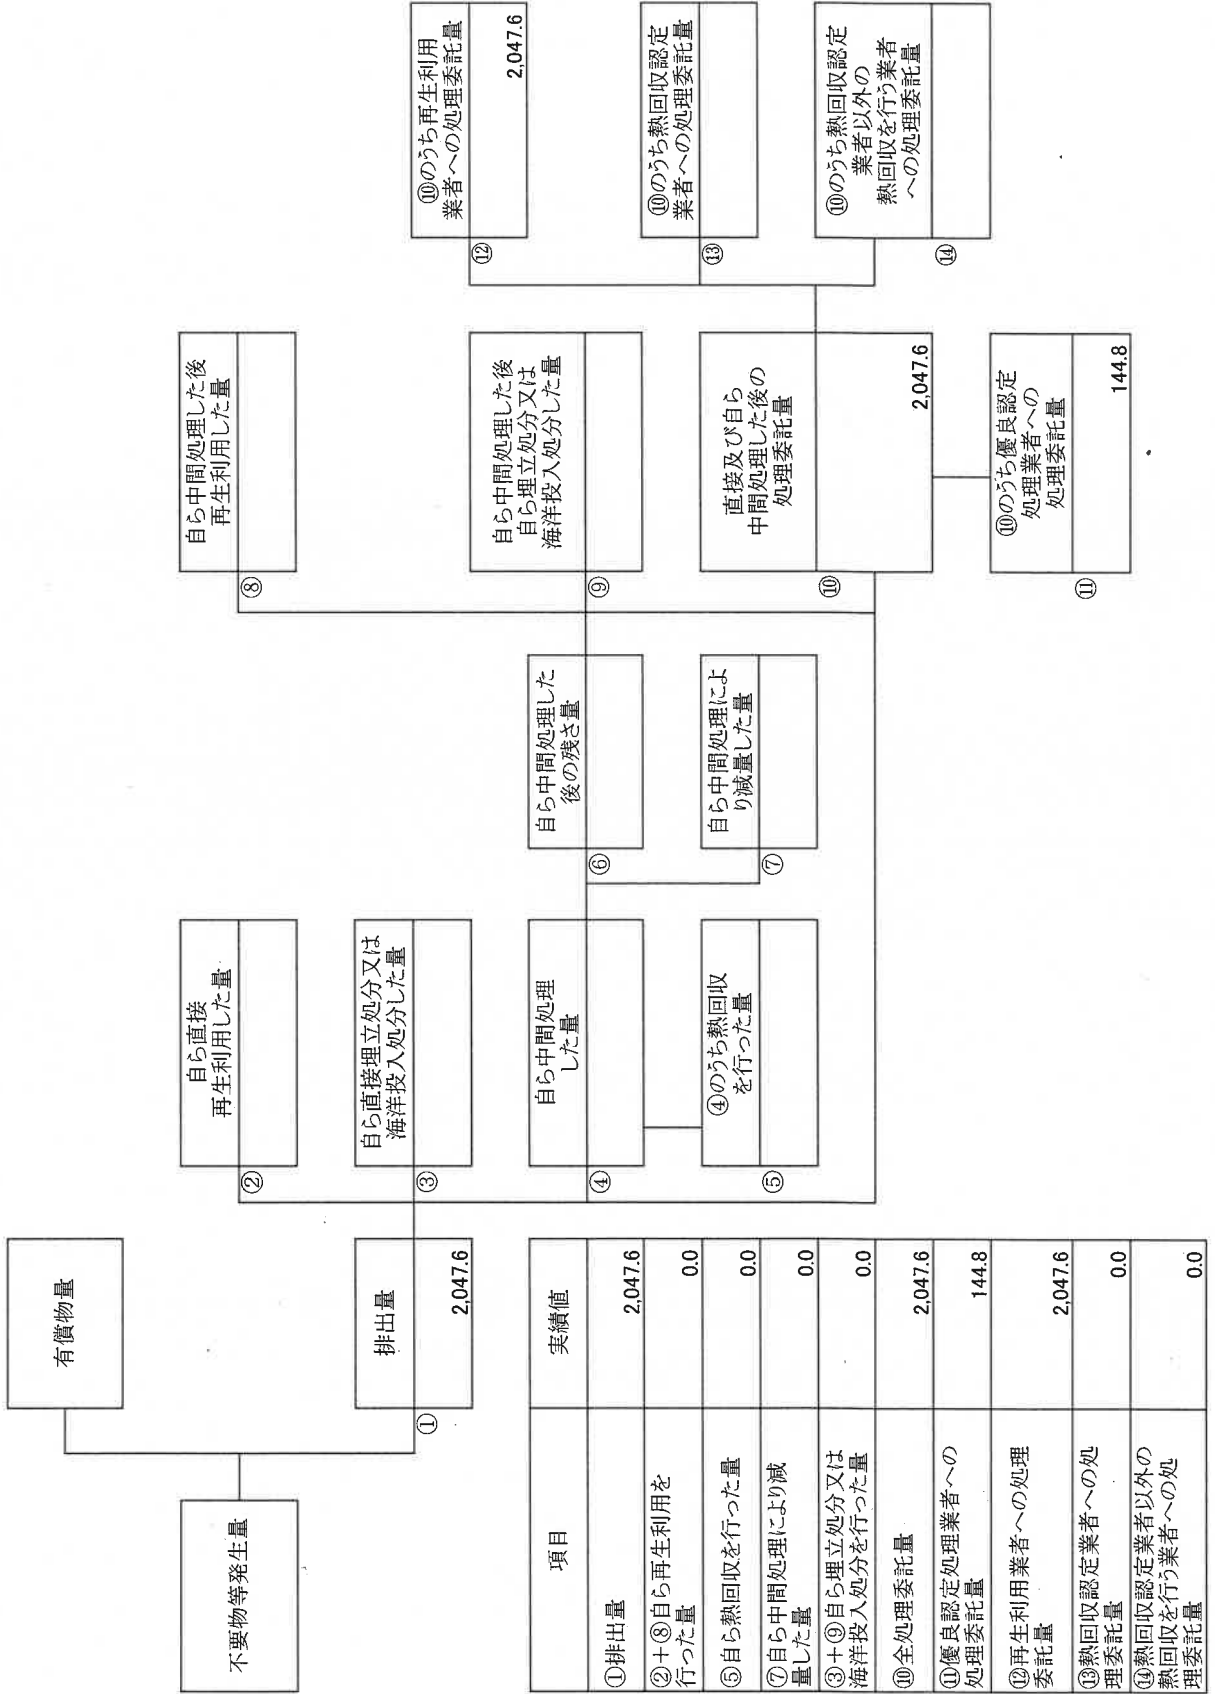 不要物等発生量
有償物量
①
排出量
2,047.6
②
自ら直接
再生利用した量
③
自ら直接埋立処分又は
海洋投入処分した量
④
自ら中間処理
した量
⑤
④のうち熱回収
を行った量
⑥
自ら中間処理した
後の残さ量
⑦
自ら中間処理によ
り減量した量
⑧
自ら中間処理した後
再生利用した量
⑨
自ら中間処理した後
自ら埋立処分又は
海洋投入処分した量
⑩
直接及び自ら
中間処理した後の
処理委託量
2,047.6
⑪
⑩のうち優良認定
処理業者への
処理委託量
144.8
⑫
⑩のうち再生利用
業者への処理委託量
2,047.6
⑬
⑩のうち熱回収認定
業者への処理委託量
⑭
⑩のうち熱回収認定
業者以外の
熱回収を行う業者
への処理委託量
項目 実績値
①排出量 2,047.6
②+⑧自ら再生利用を
行った量 0.0
⑤自ら熱回収を行った量 0.0
⑦自ら中間処理により減
量した量 0.0
③+⑨自ら埋立処分又は
海洋投入処分を行った量 0.0
⑩全処理委託量 2,047.6
⑪優良認定処理業者への
処理委託量 144.8
⑫再生利用業者への処理
委託量 2,047.6
⑬熱回収認定業者への処
理委託量 0.0
⑭熱回収認定業者以外の
熱回収を行う業者への処
理委託量 0.0